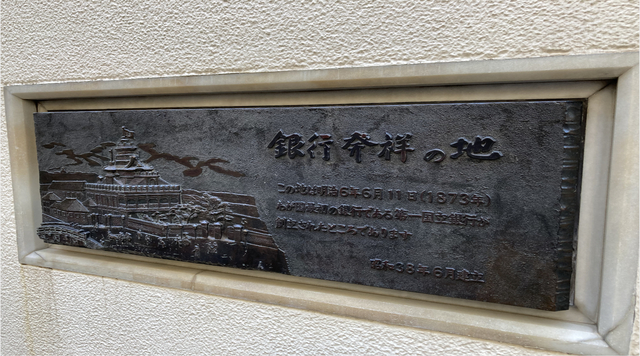 銀行発祥の地
この地は明治6年6月11日(1873年)
わが国最初の銀行である第一国立銀行が
創立されたところであります
昭和38年6月建立